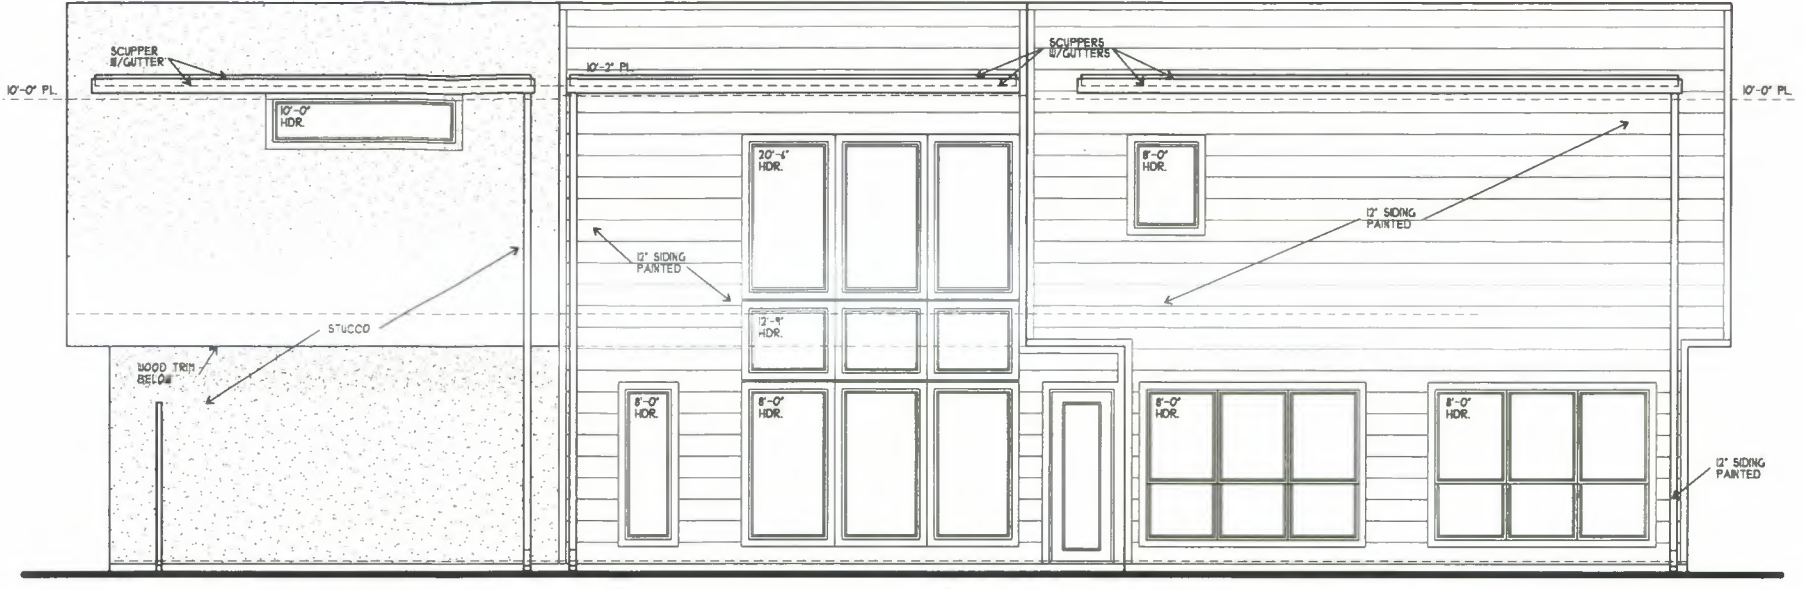 SCUPPER
W/GUTTER
SCUPPERS
W/GUTTERS
10'-2" PL.
10'-0" PL.
10'-0" PL.
10'-0"
HDR.
20'-6"
HDR.
8'-0"
HDR.
12" SIDING
PAINTED
12" SIDING
PAINTED
STUCCO
12'-9"
HDR.
WOOD TRIM
BELOW
8'-0"
HDR.
8'-0"
HDR.
8'-0"
HDR.
8'-0"
HDR.
12" SIDING
PAINTED